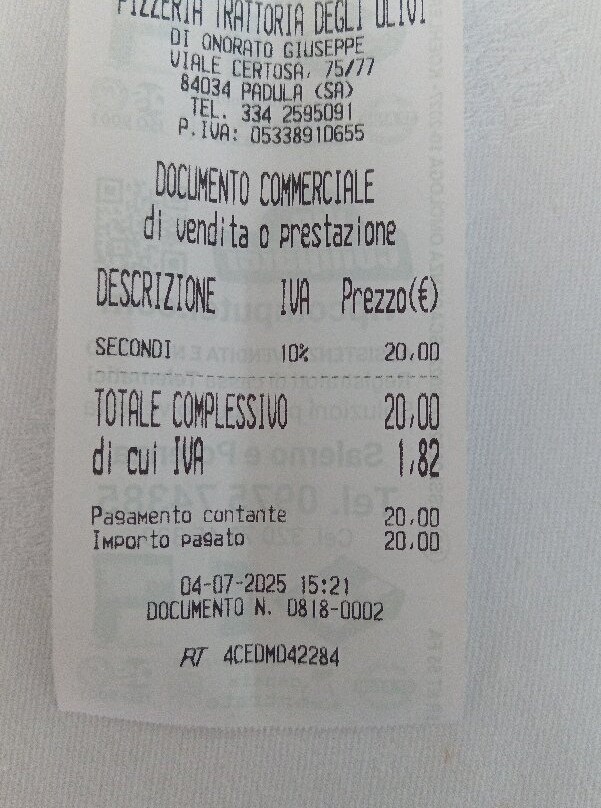 PIZZERIA TRATTORIA DEGLI ULIVI
DI ONORATO GIUSEPPE
VIALE CERTOSA, 75/77
84034 PADULA (SA)
TEL. 334 2595091
P.IVA: 05338910655
DOCUMENTO COMMERCIALE
di vendita o prestazione
DESCRIZIONE IVA Prezzo(€)
SECONDI 10% 20,00
TOTALE COMPLESSIVO 20,00
di cui IVA 1,82
Pagamento contante 20,00
Importo pagato 20,00
04-07-2025 15:21
DOCUMENTO N. 0818-0002
RT 4CEDM042284